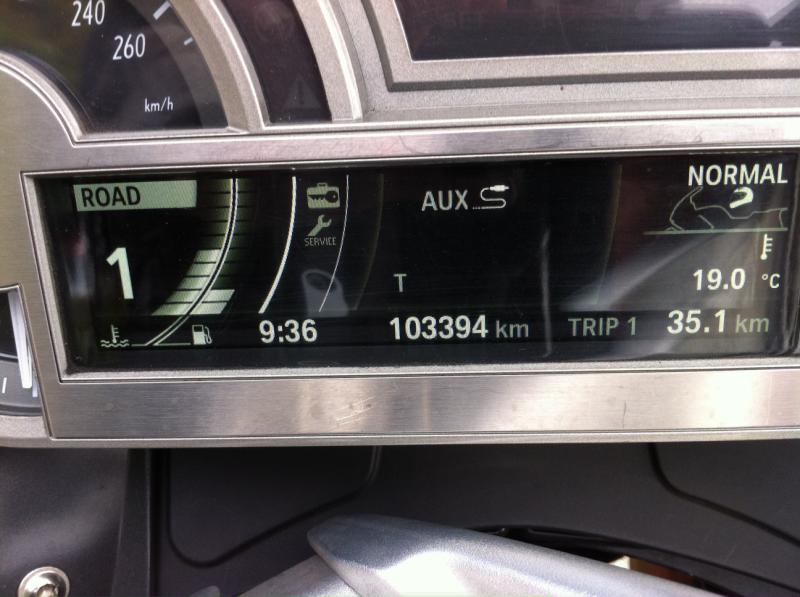 240
260
km/h
ROAD
AUX
NORMAL
SERVICE
1
T
19.0 °C
9:36
103394 km
TRIP 1
35.1 km